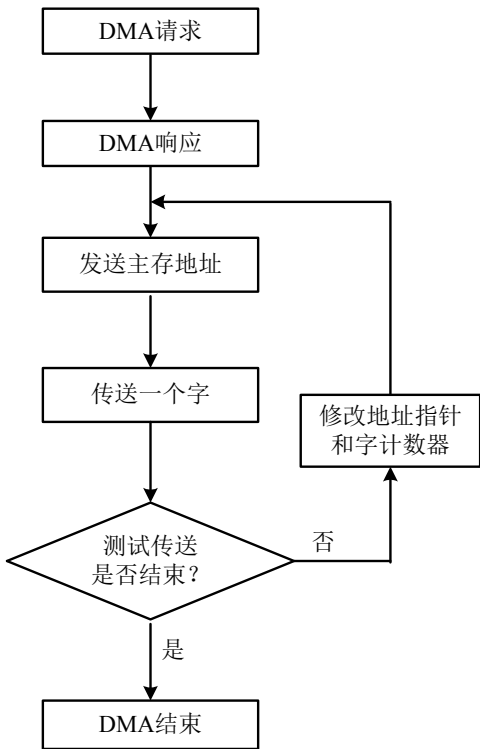 DMA请求
DMA响应
发送主存地址
传送一个字
修改地址指针
和字计数器
测试传送
是否结束？
否
是
DMA结束